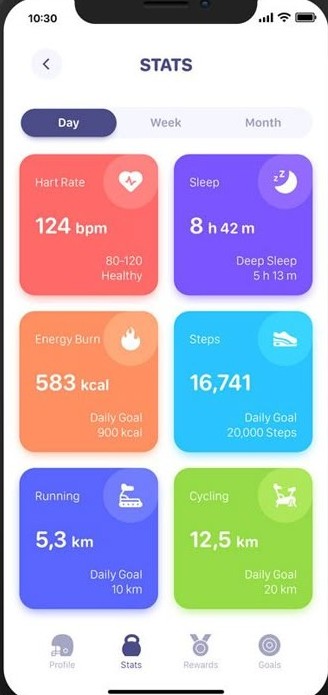 10:30
STATS
Day Week Month
Hart Rate
124 bpm
80-120
Healthy
z z
Sleep
8 h 42 m
Deep Sleep
5 h 13 m
Energy Burn
583 kcal
Daily Goal
900 kcal
Steps
16,741
Daily Goal
20,000 Steps
Running
5,3 km
Daily Goal
10 km
Cycling
12,5 km
Daily Goal
20 km
Profile Stats Rewards Goals